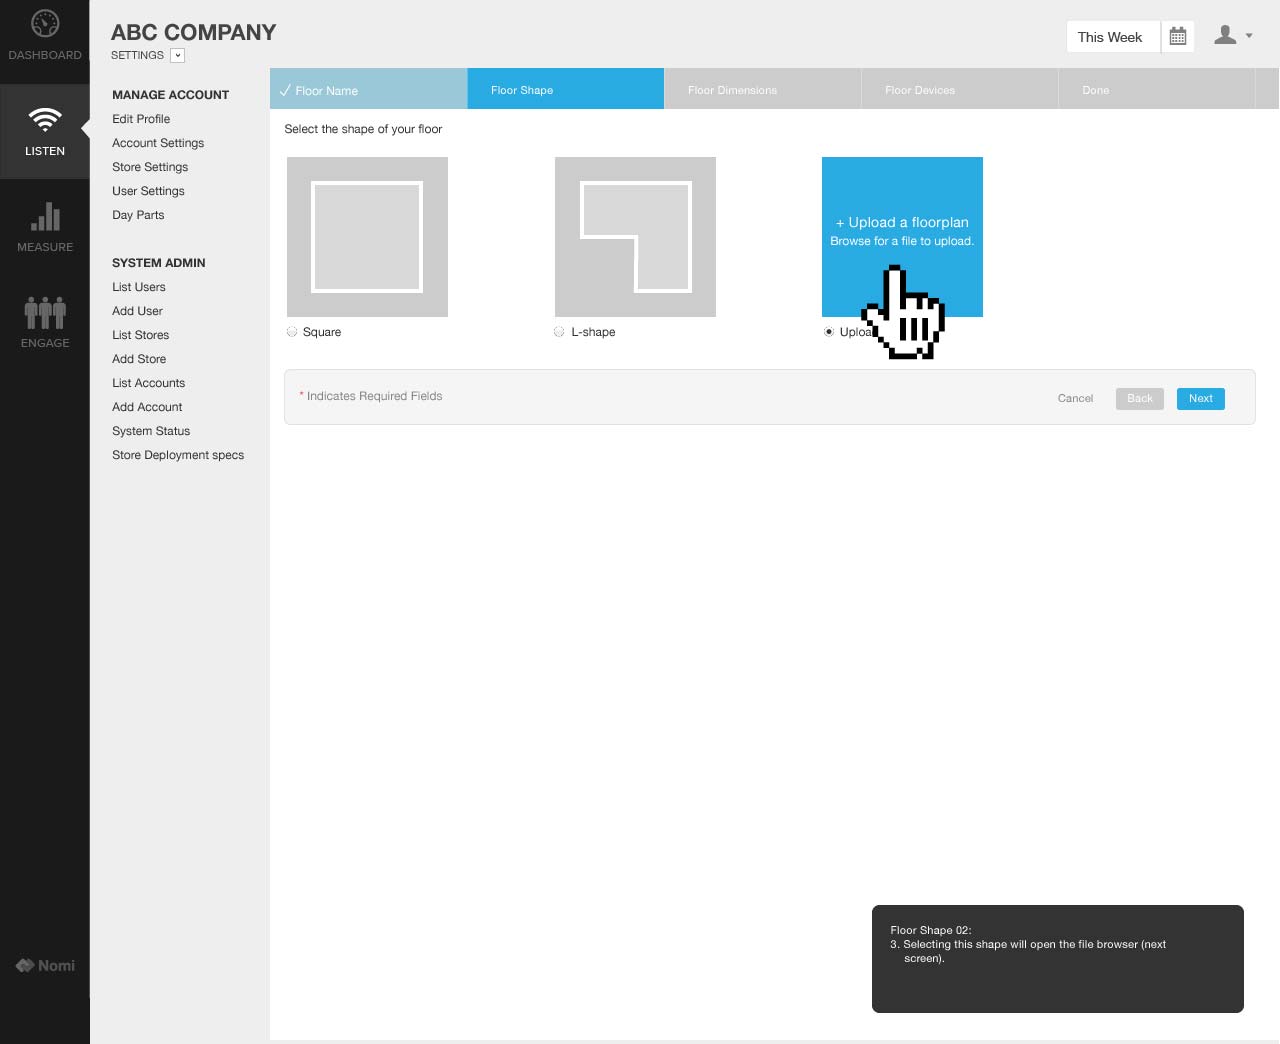 ABC COMPANY
SETTINGS
This Week
DASHBOARD
LISTEN
MEASURE
ENGAGE
Nomi
MANAGE ACCOUNT
Edit Profile
Account Settings
Store Settings
User Settings
Day Parts
SYSTEM ADMIN
List Users
Add User
List Stores
Add Store
List Accounts
Add Account
System Status
Store Deployment specs
Floor Name
Floor Shape
Floor Dimensions
Floor Devices
Done
Select the shape of your floor
+ Upload a floorplan
Browse for a file to upload.
Square
L-shape
* Indicates Required Fields
Cancel
Back
Next
Floor Shape 02:
3. Selecting this shape will open the file browser (next
screen).